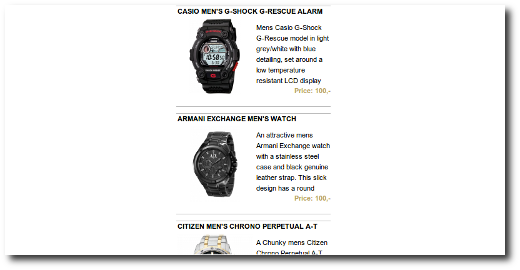 CASIO MEN'S G-SHOCK G-RESCUE ALARM
Mens Casio G-Shock
G-Rescue model in light
grey/white with blue
detailing, set around a
low temperature
resistant LCD display
Price: 100,-
ARMANI EXCHANGE MEN'S WATCH
An attractive mens
Armani Exchange watch
with a stainless steel
case and black genuine
leather strap. This slick
design has a round
Price: 100,-
CITIZEN MEN'S CHRONO PERPETUAL A-T
A Chunky mens Citizen
Chrono Perpetual A-T